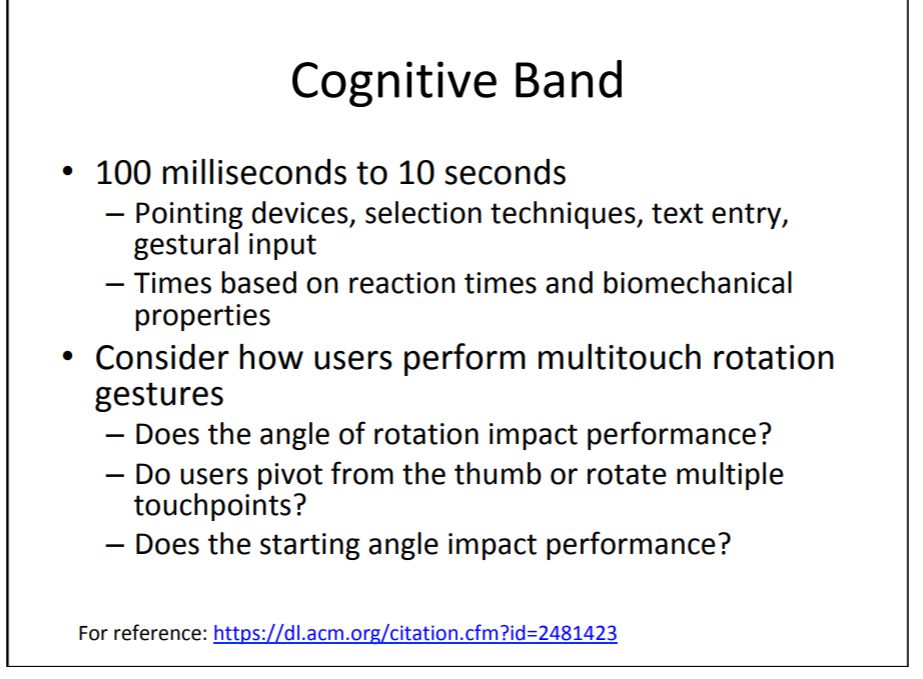 Cognitive Band
• 100 milliseconds to 10 seconds
– Pointing devices, selection techniques, text entry,
gestural input
– Times based on reaction times and biomechanical
properties
• Consider how users perform multitouch rotation
gestures
– Does the angle of rotation impact performance?
– Do users pivot from the thumb or rotate multiple
touchpoints?
– Does the starting angle impact performance?
For reference: https://dl.acm.org/citation.cfm?id=2481423